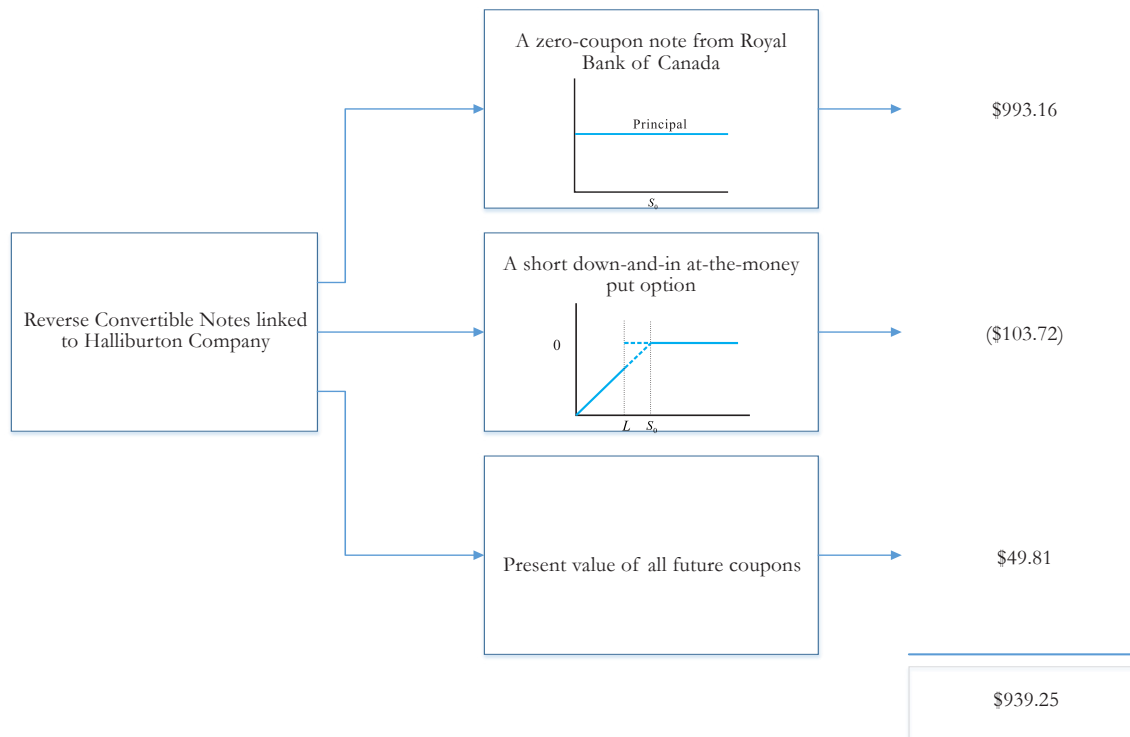 A zero-coupon note from Royal
Bank of Canada
Principal
S₀
$993.16
Reverse Convertible Notes linked
to Halliburton Company
A short down-and-in at-the-money
put option
0
L
S₀
($103.72)
Present value of all future coupons
$49.81
$939.25